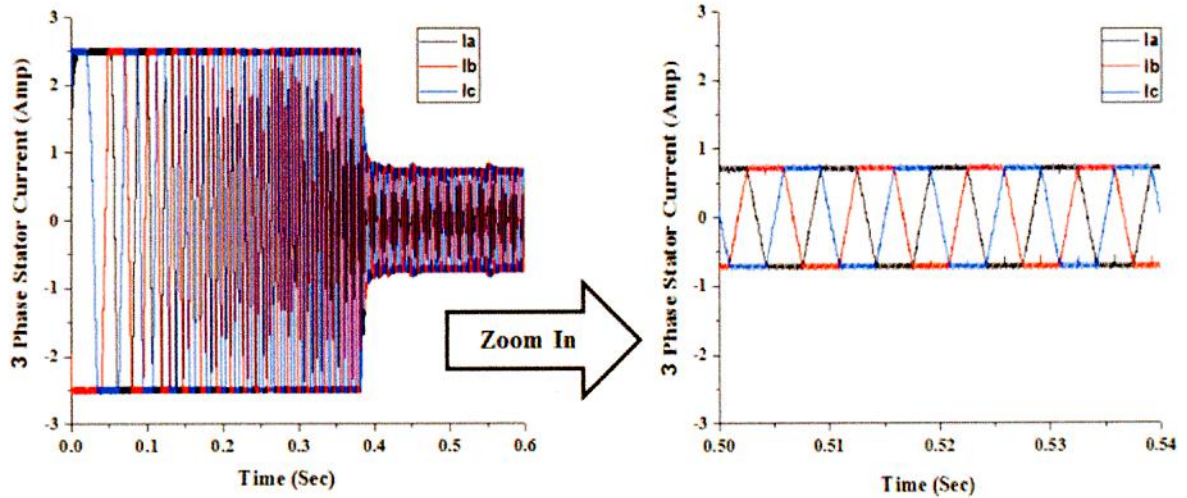 3 Phase Stator Current (Amp)
3
2
1
0
-1
-2
-3
Ia
Ib
Ic
0.0 0.1 0.2 0.3 0.4 0.5 0.6
Time (Sec)
Zoom In
3 Phase Stator Current (Amp)
3
2
1
0
-1
-2
-3
Ia
Ib
Ic
0.50 0.51 0.52 0.53 0.54
Time (Sec)